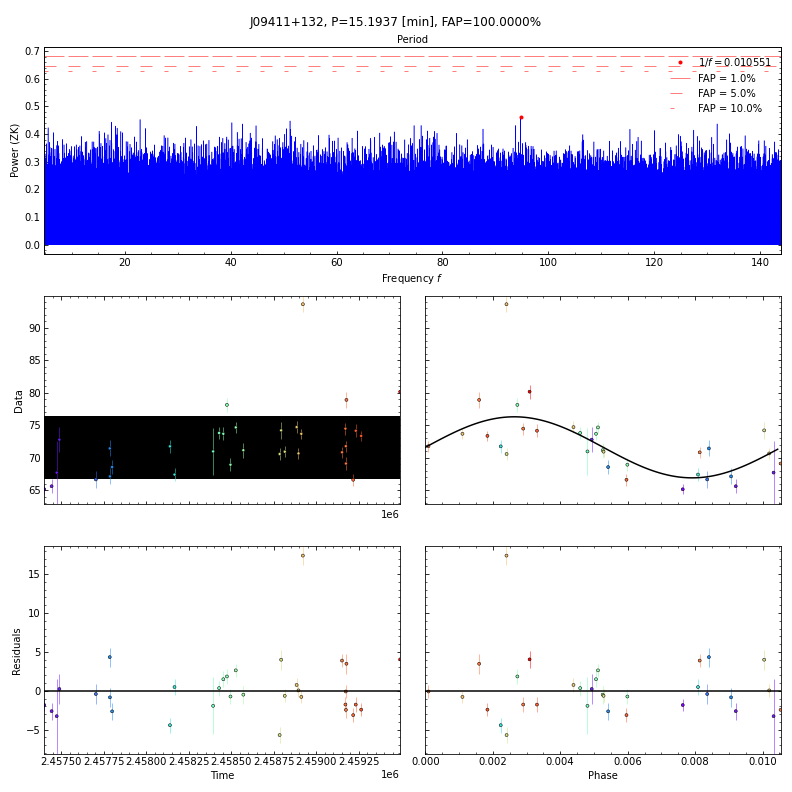 J09411+132, P=15.1937 [min], FAP=100.0000%
Period
Power (ZK)
0.7
0.6
0.5
0.4
0.3
0.2
0.1
0.0
1/f = 0.010551
FAP = 1.0%
FAP = 5.0%
FAP = 10.0%
20 40 60 80 100 120 140
Frequency f
Data
90
85
80
75
70
65
1e6
Residuals
15
10
5
0
−5
2.45750 2.45775 2.45800 2.45825 2.45850 2.45875 2.45900 2.45925
1e6
Time
0.000 0.002 0.004 0.006 0.008 0.010
Phase